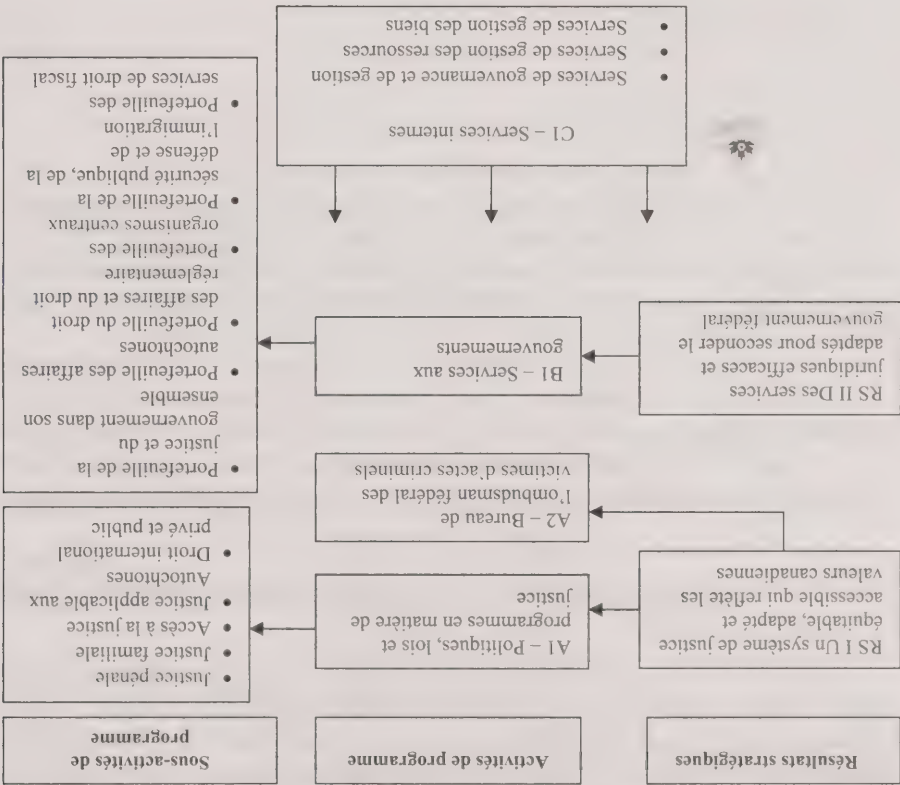 Résultats stratégiques
Activités de programme
Sous-activités de
programme
RS I Un système de justice
équitable, adapté et
accessible qui reflète les
valeurs canadiennes
A1 – Politiques, lois et
programmes en matière de
justice
• Justice pénale
• Justice familiale
• Accès à la justice
• Justice applicable aux
Autochtones
• Droit international
privé et public
A2 – Bureau de
l'ombudsman fédéral des
victimes d'actes criminels
RS II Des services
juridiques efficaces et
adaptés pour seconder le
gouvernement fédéral
B1 – Services aux
gouvernements
• Portefeuille de la
justice et du
gouvernement dans son
ensemble
• Portefeuille des affaires
autochtones
• Portefeuille du droit
des affaires et du droit
réglementaire
• Portefeuille des
organismes centraux
• Portefeuille de la
sécurité publique, de la
défense et de
l'immigration
• Portefeuille des
services de droit fiscal
C1 – Services internes
• Services de gouvernance et de gestion
• Services de gestion des ressources
• Services de gestion des biens